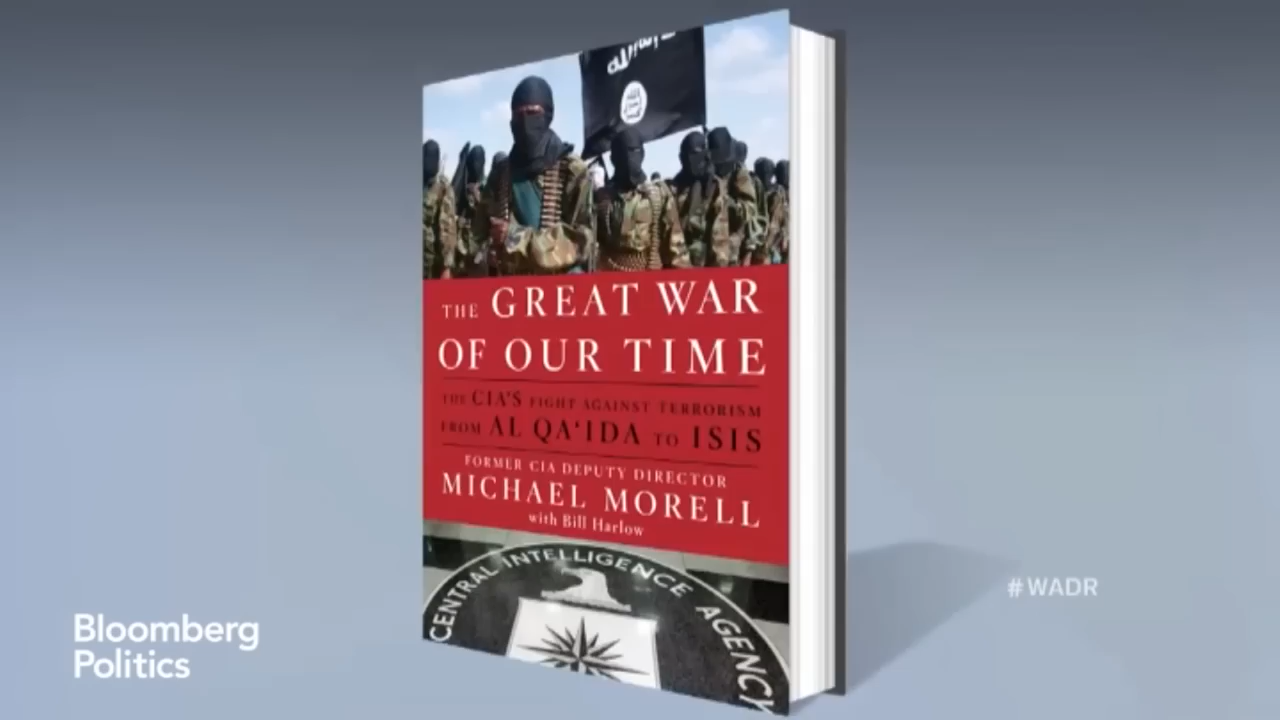 THE GREAT WAR
OF OUR TIME
THE CIA'S FIGHT AGAINST TERRORISM
FROM AL QA'IDA TO ISIS
FORMER CIA DEPUTY DIRECTOR
MICHAEL MORELL
with Bill Harlow
CENTRAL INTELLIGENCE AGENCY
#WADR
Bloomberg
Politics